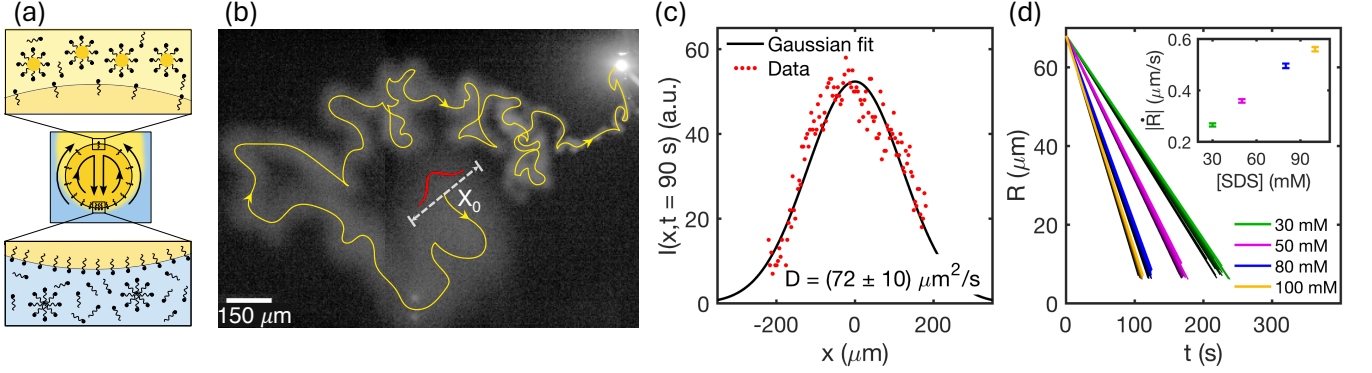 (a)
(b)
X₀
150 μm
(c)
I(x,t = 90 s) (a.u.)
60
40
20
0
Gaussian fit
Data
D = (72 ± 10) μm²/s
-200
0
200
x (μm)
(d)
R (μm)
60
40
20
0
0
100
200
300
t (s)
|Ṙ| (μm/s)
0.6
0.4
0.2
30
60
90
[SDS] (mM)
30 mM
50 mM
80 mM
100 mM